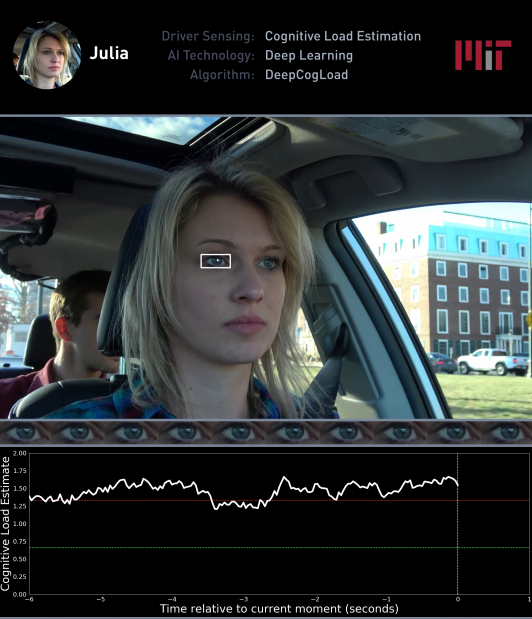 Julia
Driver Sensing: Cognitive Load Estimation
AI Technology: Deep Learning
Algorithm: DeepCogLoad
MIT
Cognitive Load Estimate
2.00
1.75
1.50
1.25
1.00
0.75
0.50
0.25
0.00
−6 −5 −4 −3 −2 −1 0 1
Time relative to current moment (seconds)